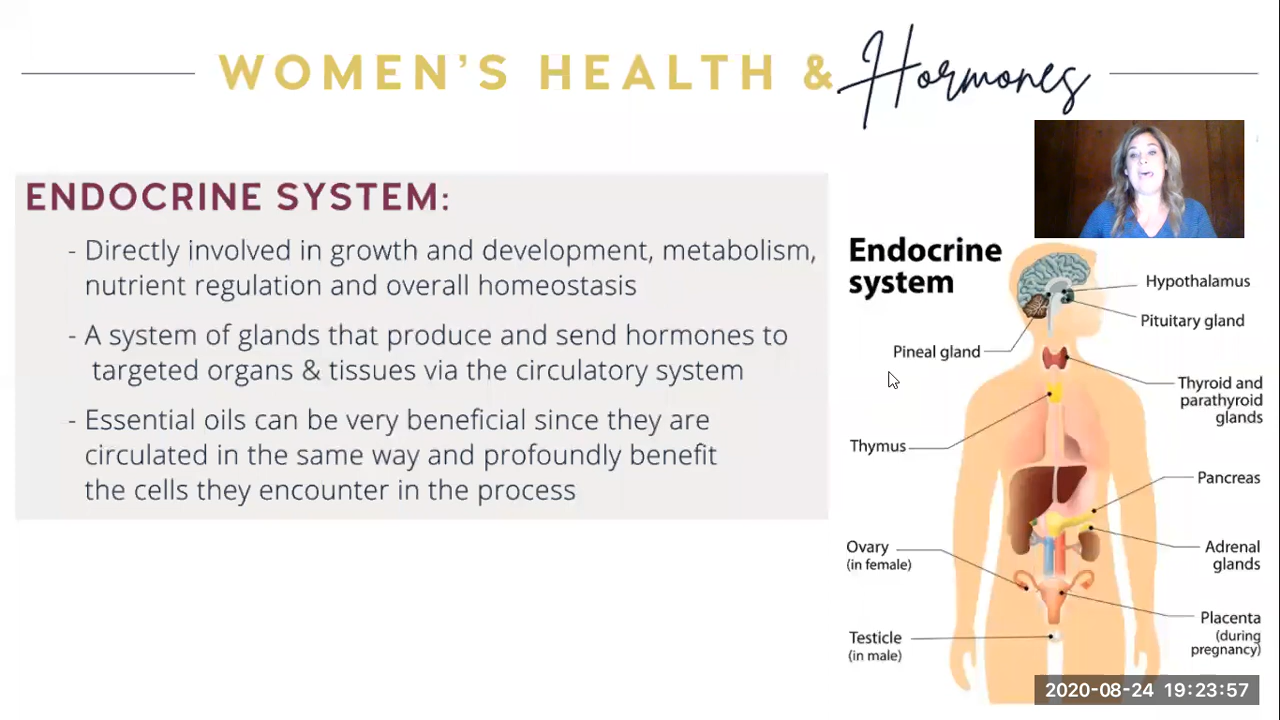 WOMEN'S HEALTH & Hormones
ENDOCRINE SYSTEM:
- Directly involved in growth and development, metabolism,
nutrient regulation and overall homeostasis
- A system of glands that produce and send hormones to
targeted organs & tissues via the circulatory system
- Essential oils can be very beneficial since they are
circulated in the same way and profoundly benefit
the cells they encounter in the process
Endocrine
system
Hypothalamus
Pituitary gland
Pineal gland
Thyroid and
parathyroid
glands
Thymus
Pancreas
Ovary
(in female)
Adrenal
glands
Placenta
(during
pregnancy)
Testicle
(in male)
2020-08-24 19:23:57